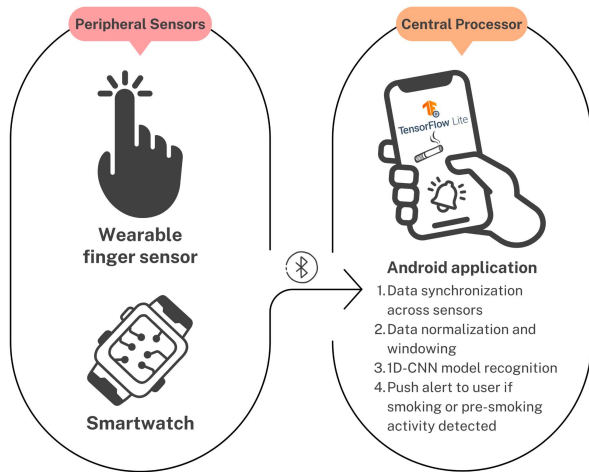 Peripheral Sensors
Wearable
finger sensor
Smartwatch
Central Processor
TensorFlow Lite
Android application
1.Data synchronization
across sensors
2.Data normalization and
windowing
3.1D-CNN model recognition
4.Push alert to user if
smoking or pre-smoking
activity detected